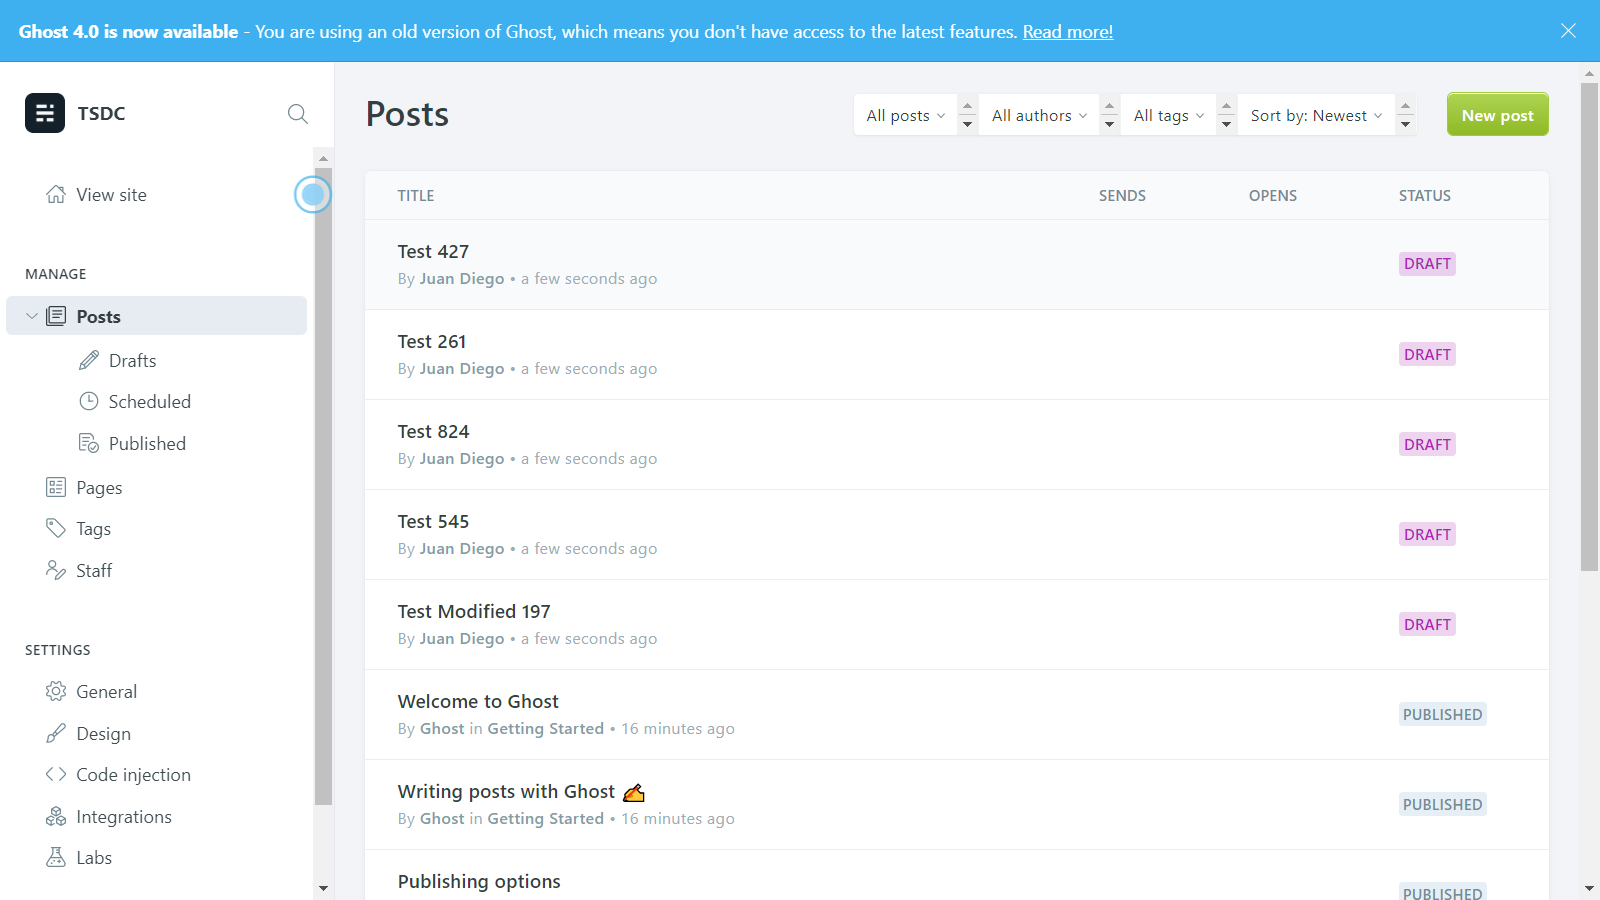 Ghost 4.0 is now available - You are using an old version of Ghost, which means you don't have access to the latest features. Read more!
TSDC
Posts
All posts
All authors
All tags
Sort by: Newest
New post
View site
MANAGE
Posts
Drafts
Scheduled
Published
Pages
Tags
Staff
SETTINGS
General
Design
Code injection
Integrations
Labs
TITLE SENDS OPENS STATUS
Test 427
By Juan Diego • a few seconds ago
DRAFT
Test 261
By Juan Diego • a few seconds ago
DRAFT
Test 824
By Juan Diego • a few seconds ago
DRAFT
Test 545
By Juan Diego • a few seconds ago
DRAFT
Test Modified 197
By Juan Diego • a few seconds ago
DRAFT
Welcome to Ghost
By Ghost in Getting Started • 16 minutes ago
PUBLISHED
Writing posts with Ghost ✍️
By Ghost in Getting Started • 16 minutes ago
PUBLISHED
Publishing options
PUBLISHED